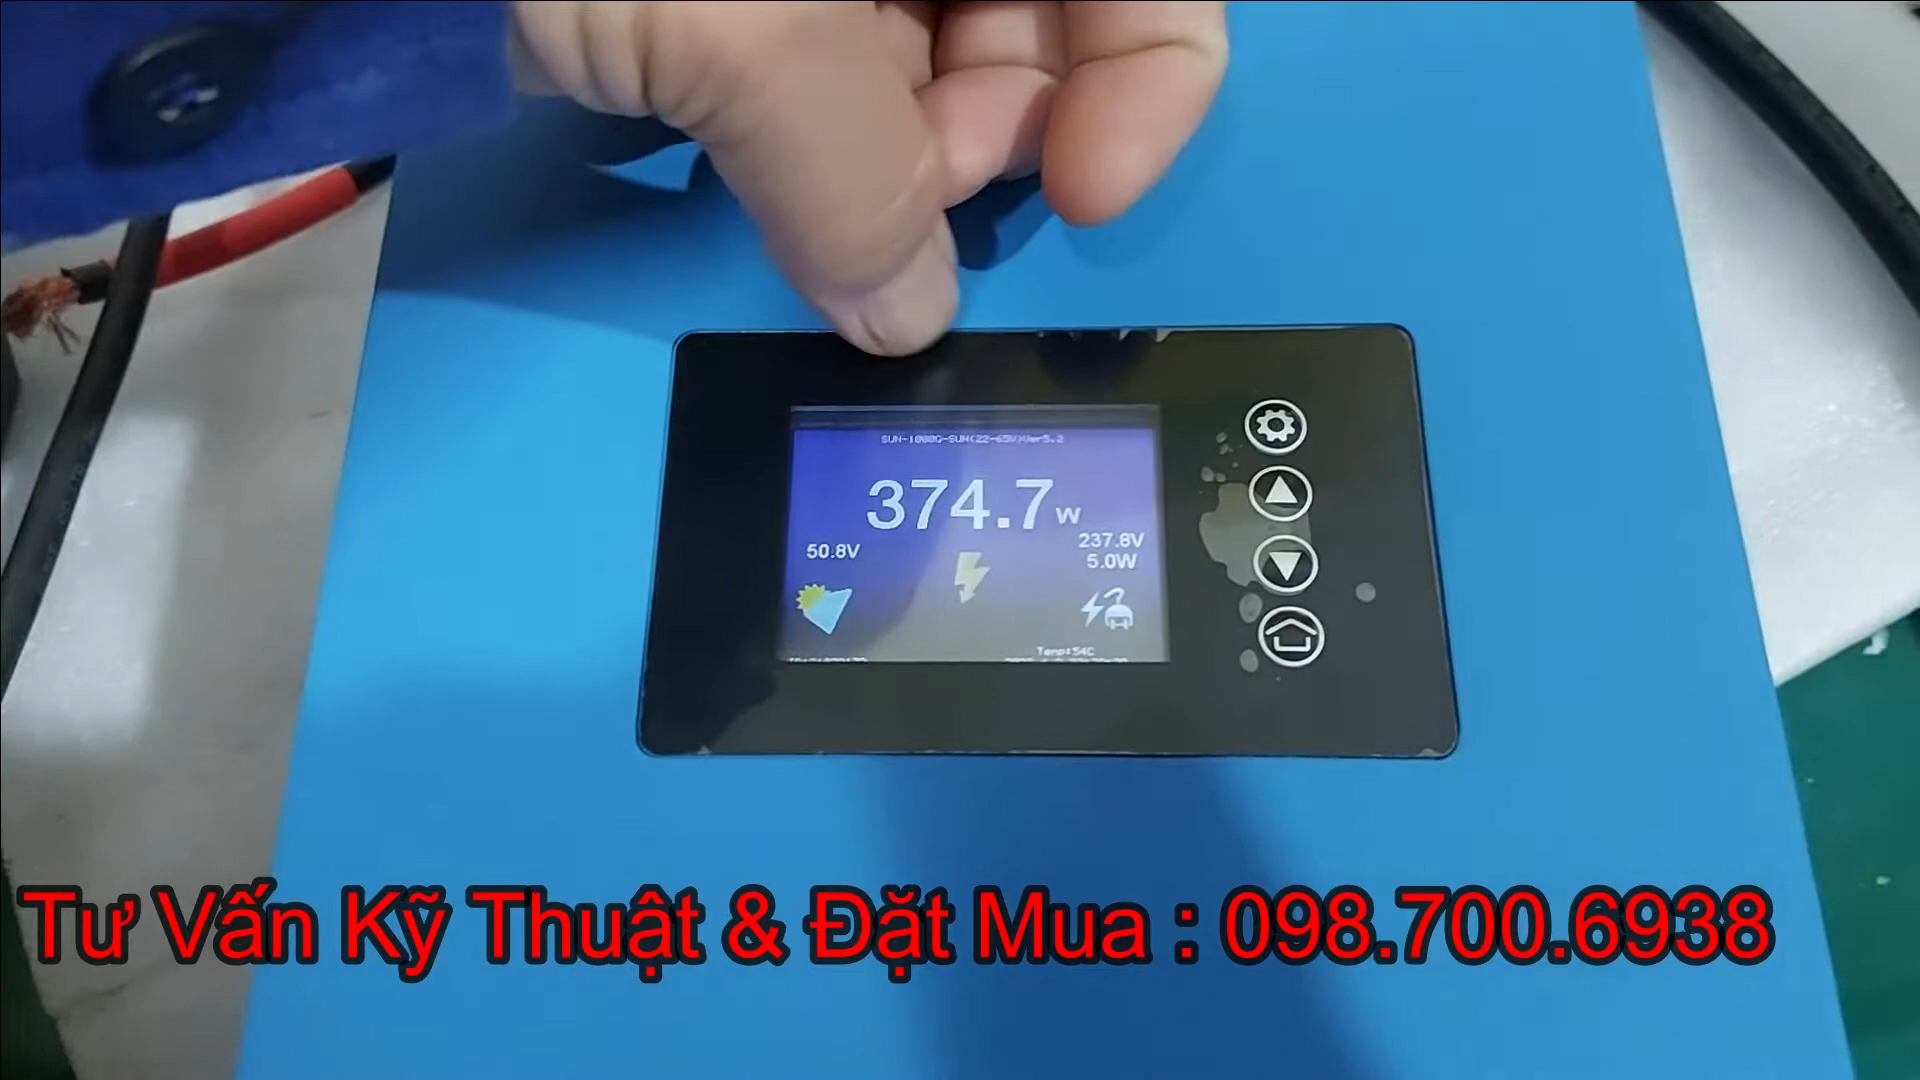 SUN-1000G-SUN(22-65V)Ver5.2
374.7W
50.8V
237.8V
5.0W
Temp:54C
Tư Vấn Kỹ Thuật & Đặt Mua : 098.700.6938